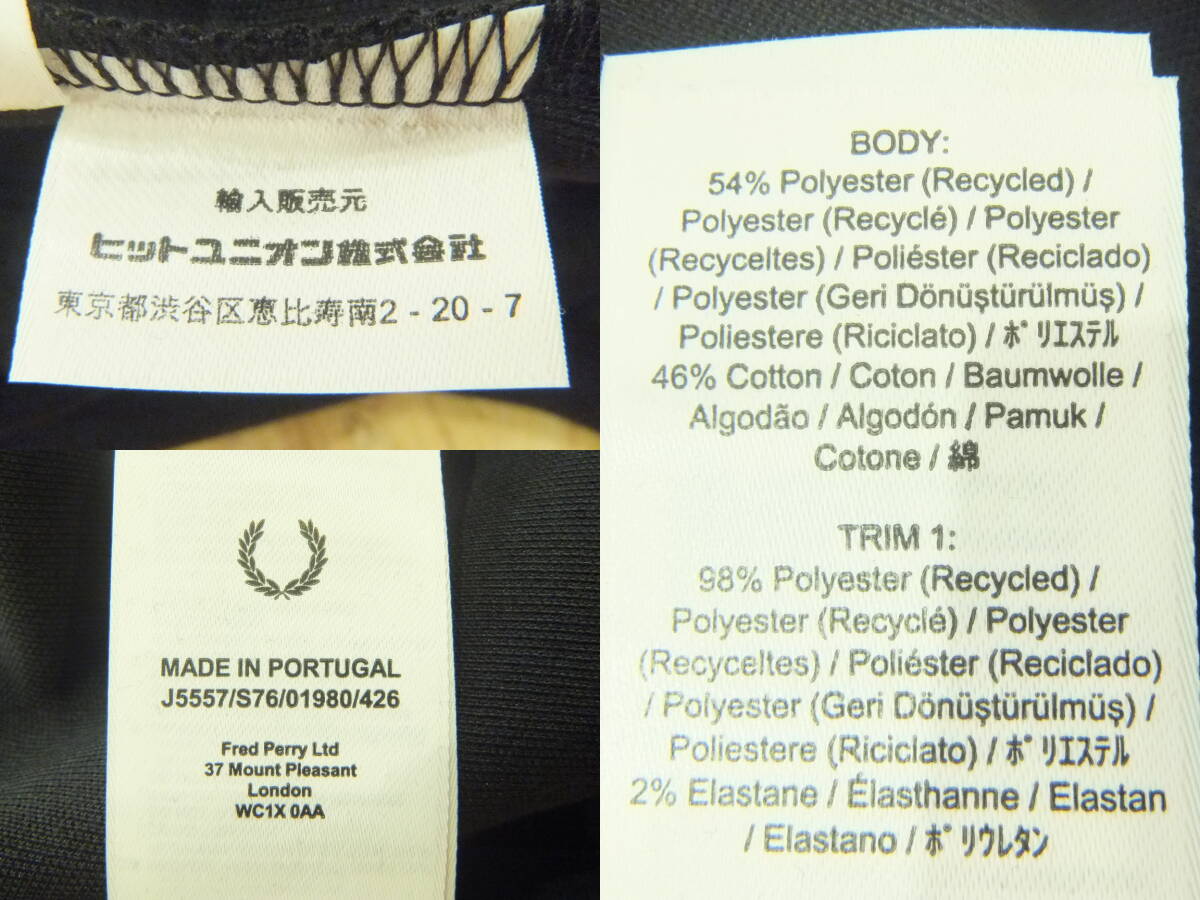 輸入販売元
ヒットユニオン株式会社
東京都渋谷区恵比寿南2 - 20 - 7
MADE IN PORTUGAL
J5557/S76/01980/426
Fred Perry Ltd
37 Mount Pleasant
London
WC1X 0AA
BODY:
54% Polyester (Recycled) /
Polyester (Recyclé) / Polyester
(Recyceltes) / Poliéster (Reciclado)
/ Polyester (Geri Dönüştürülmüş) /
Poliestere (Riciclato) / ﾎﾟﾘｴｽﾃﾙ
46% Cotton / Coton / Baumwolle /
Algodão / Algodón / Pamuk /
Cotone / 綿
TRIM 1:
98% Polyester (Recycled) /
Polyester (Recyclé) / Polyester
(Recyceltes) / Poliéster (Reciclado)
/ Polyester (Geri Dönüştürülmüş) /
Poliestere (Riciclato) / ﾎﾟﾘｴｽﾃﾙ
2% Elastane / Élasthanne / Elastan
/ Elastano / ﾎﾟﾘｳﾚﾀﾝ